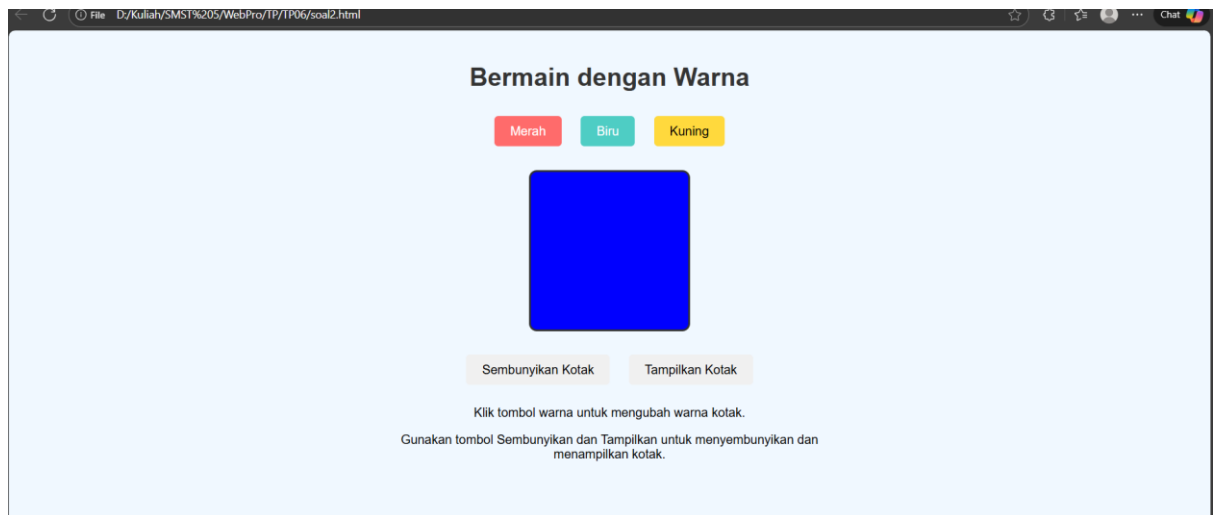 File D:/Kuliah/SMST%205/WebPro/TP/TP06/soal2.html Chat
Bermain dengan Warna
Merah Biru Kuning
Sembunyikan Kotak Tampilkan Kotak
Klik tombol warna untuk mengubah warna kotak.
Gunakan tombol Sembunyikan dan Tampilkan untuk menyembunyikan dan
menampilkan kotak.